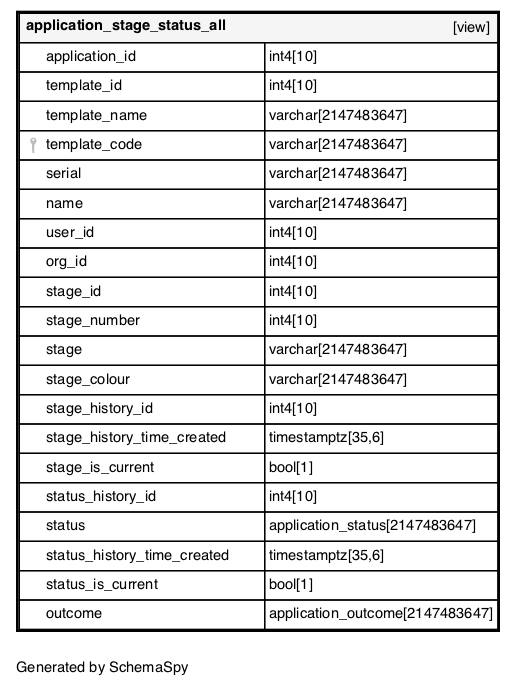 application_stage_status_all [view]
application_id int4[10]
template_id int4[10]
template_name varchar[2147483647]
template_code varchar[2147483647]
serial varchar[2147483647]
name varchar[2147483647]
user_id int4[10]
org_id int4[10]
stage_id int4[10]
stage_number int4[10]
stage varchar[2147483647]
stage_colour varchar[2147483647]
stage_history_id int4[10]
stage_history_time_created timestamptz[35,6]
stage_is_current bool[1]
status_history_id int4[10]
status application_status[2147483647]
status_history_time_created timestamptz[35,6]
status_is_current bool[1]
outcome application_outcome[2147483647]
Generated by SchemaSpy